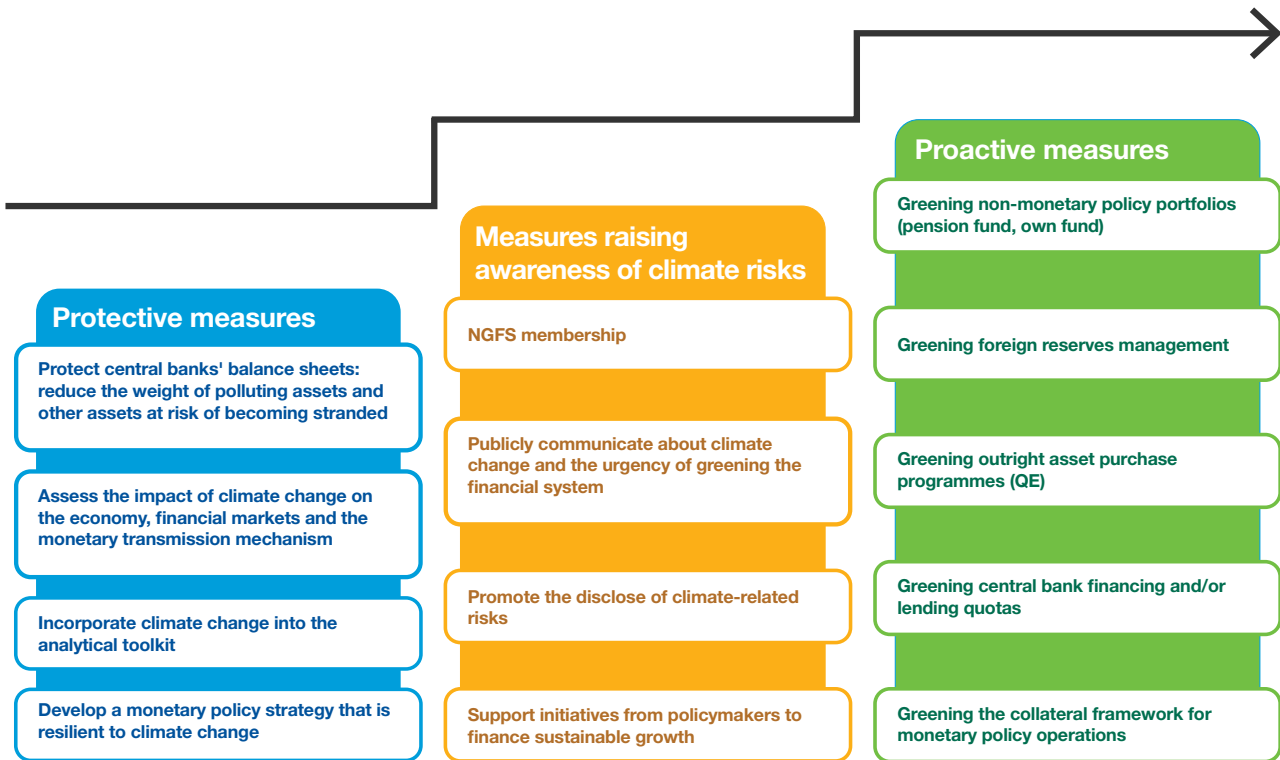 Protective measures
Protect central banks' balance sheets:
reduce the weight of polluting assets and
other assets at risk of becoming stranded
Assess the impact of climate change on
the economy, financial markets and the
monetary transmission mechanism
Incorporate climate change into the
analytical toolkit
Develop a monetary policy strategy that is
resilient to climate change
Measures raising
awareness of climate risks
NGFS membership
Publicly communicate about climate
change and the urgency of greening the
financial system
Promote the disclose of climate-related
risks
Support initiatives from policymakers to
finance sustainable growth
Proactive measures
Greening non-monetary policy portfolios
(pension fund, own fund)
Greening foreign reserves management
Greening outright asset purchase
programmes (QE)
Greening central bank financing and/or
lending quotas
Greening the collateral framework for
monetary policy operations